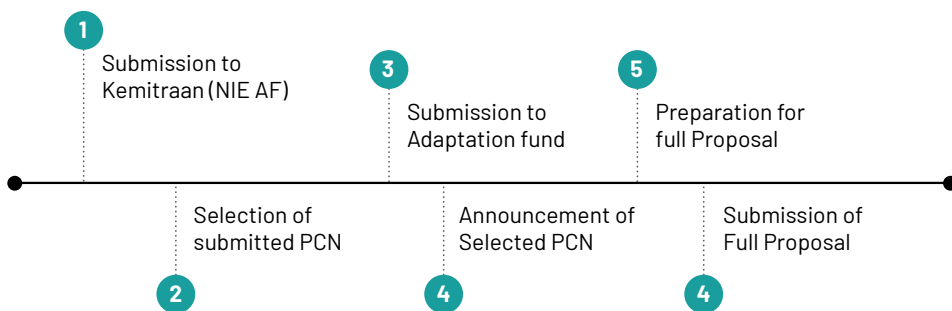 1
Submission to
Kemitraan (NIE AF)
2
Selection of
submitted PCN
3
Submission to
Adaptation fund
4
Announcement of
Selected PCN
5
Preparation for
full Proposal
4
Submission of
Full Proposal